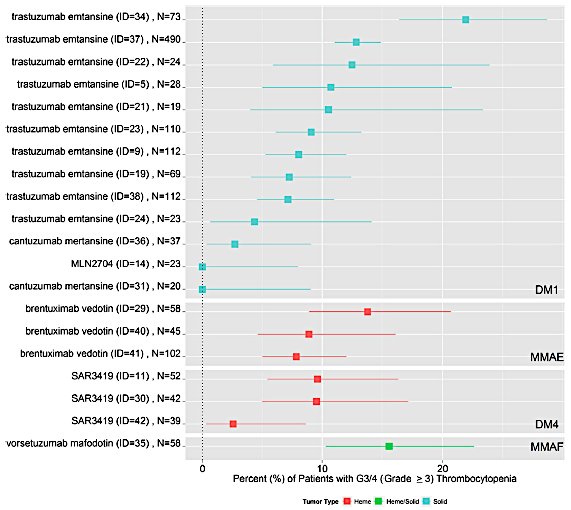 trastuzumab emtansine (ID=34) , N=73
trastuzumab emtansine (ID=37) , N=490
trastuzumab emtansine (ID=22) , N=24
trastuzumab emtansine (ID=5) , N=28
trastuzumab emtansine (ID=21) , N=19
trastuzumab emtansine (ID=23) , N=110
trastuzumab emtansine (ID=9) , N=112
trastuzumab emtansine (ID=19) , N=69
trastuzumab emtansine (ID=38) , N=112
trastuzumab emtansine (ID=24) , N=23
cantuzumab mertansine (ID=36) , N=37
MLN2704 (ID=14) , N=23
cantuzumab mertansine (ID=31) , N=20
DM1
brentuximab vedotin (ID=29) , N=58
brentuximab vedotin (ID=40) , N=45
brentuximab vedotin (ID=41) , N=102
MMAE
SAR3419 (ID=11) , N=52
SAR3419 (ID=30) , N=42
SAR3419 (ID=42) , N=39
DM4
vorsetuzumab mafodotin (ID=35) , N=58
MMAF
0 10 20
Percent (%) of Patients with G3/4 (Grade ≥ 3) Thrombocytopenia
Tumor Type Heme Heme/Solid Solid